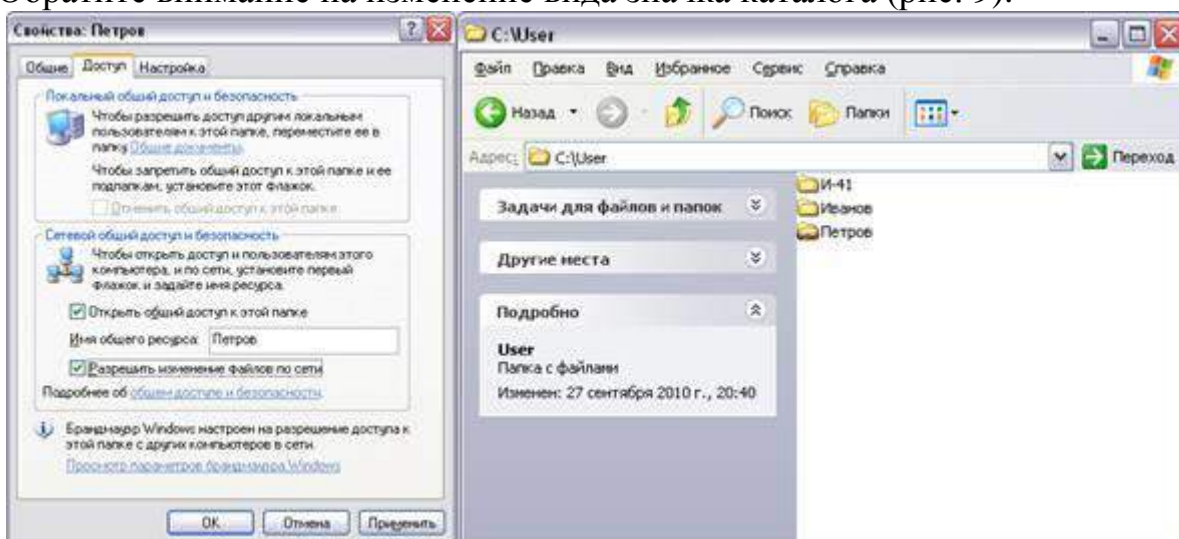 Обратите внимание на изменение вида значка каталога (рис. 9).
Свойства: Петров
Общие Доступ Настройка
Локальный общий доступ и безопасность
Чтобы разрешить доступ другим локальным
пользователям к этой папке, переместите ее в
папку Общие документы.
Чтобы запретить общий доступ к этой папке и ее
подпапкам, установите этот флажок.
Отменить общий доступ к этой папке
Сетевой общий доступ и безопасность
Чтобы открыть доступ и пользователям этого
компьютера, и по сети, установите первый
флажок и задайте имя ресурса.
Открыть общий доступ к этой папке
Имя общего ресурса: Петров
Разрешить изменение файлов по сети
Подробнее об общем доступе и безопасности.
Брандмауэр Windows настроен на разрешение доступа к
этой папке с других компьютеров в сети.
Просмотр параметров брандмауэра Windows
ОК Отмена Применить
C:\User
Файл Правка Вид Избранное Сервис Справка
Назад Поиск Папки
Адрес: C:\User Переход
Задачи для файлов и папок
Другие места
Подробно
User
Папка с файлами
Изменен: 27 сентября 2010 г., 20:40
И-41
Иванов
Петров